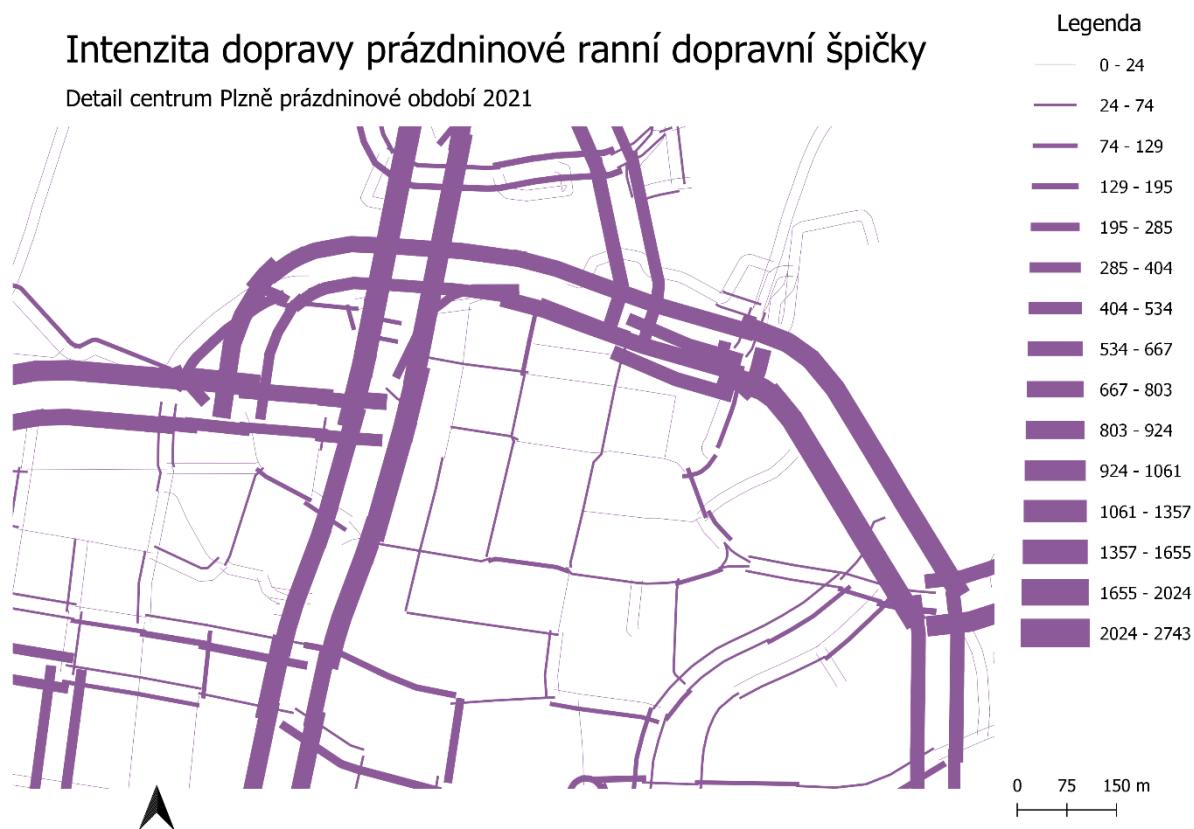 Intenzita dopravy prázdninové ranní dopravní špičky
Detail centrum Plzně prázdninové období 2021
Legenda
0 - 24
24 - 74
74 - 129
129 - 195
195 - 285
285 - 404
404 - 534
534 - 667
667 - 803
803 - 924
924 - 1061
1061 - 1357
1357 - 1655
1655 - 2024
2024 - 2743
0 75 150 m